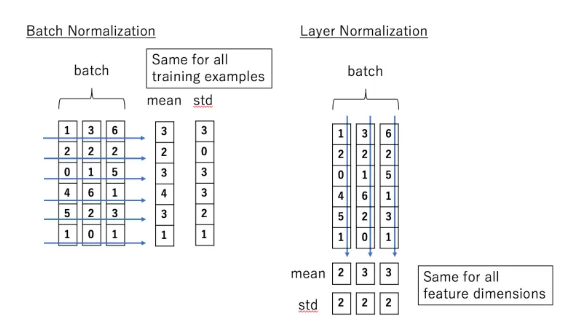 Batch Normalization
batch
Same for all
training examples
mean std
1 3 6 3 3
2 2 2 2 0
0 1 5 3 3
4 6 1 4 3
5 2 3 3 2
1 0 1 1 1
Layer Normalization
batch
1 3 6
2 2 2
0 1 5
4 6 1
5 2 3
1 0 1
mean 2 3 3
std 2 2 2
Same for all
feature dimensions